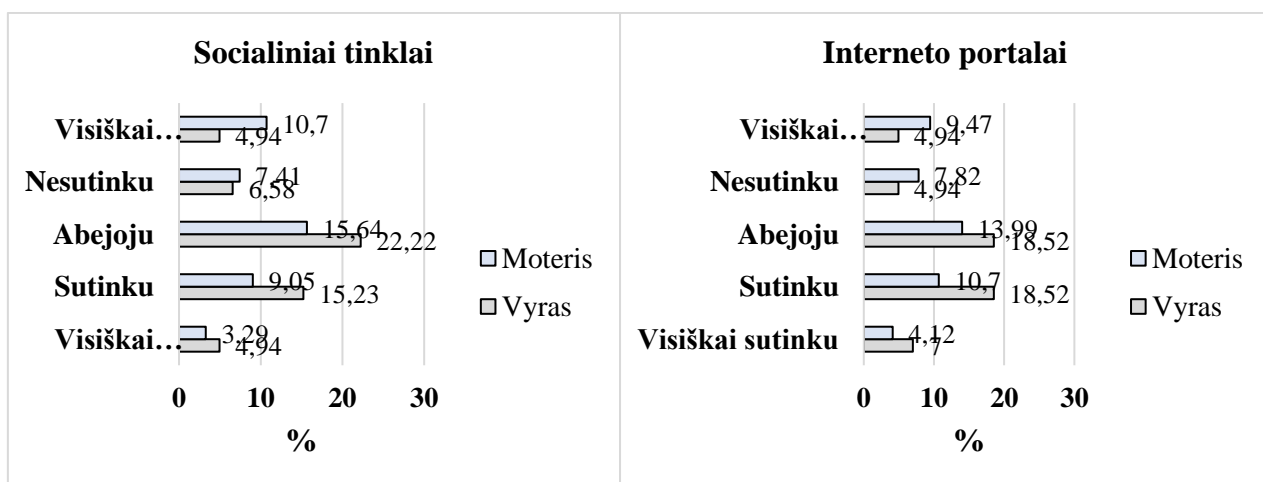 Socialiniai tinklai
Visiškai…
10,7
4,94
Nesutinku
7,41
6,58
Abejoju
15,64
22,22
Sutinku
9,05
15,23
Visiškai…
3,29
4,94
Moteris
Vyras
0 10 20 30
%
Interneto portalai
Visiškai…
9,47
4,94
Nesutinku
7,82
4,94
Abejoju
13,99
18,52
Sutinku
10,7
18,52
Visiškai sutinku
4,12
7
Moteris
Vyras
0 10 20 30
%